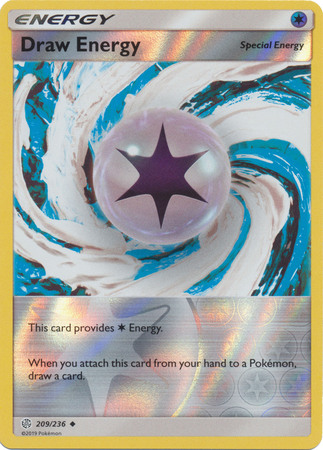 ENERGY
Draw Energy
Special Energy
This card provides Energy.
When you attach this card from your hand to a Pokémon,
draw a card.
209/236
©2019 Pokémon